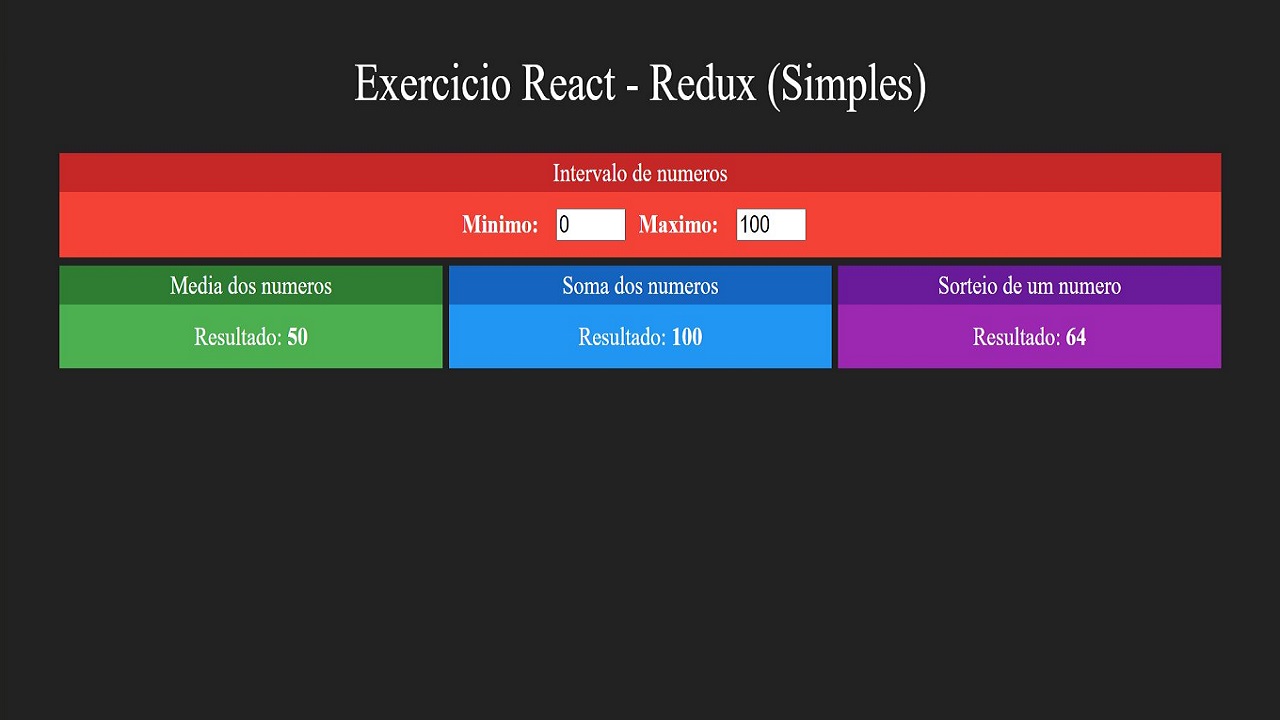 Exercicio React - Redux (Simples)
Intervalo de numeros
Minimo: 0 Maximo: 100
Media dos numeros
Resultado: 50
Soma dos numeros
Resultado: 100
Sorteio de um numero
Resultado: 64